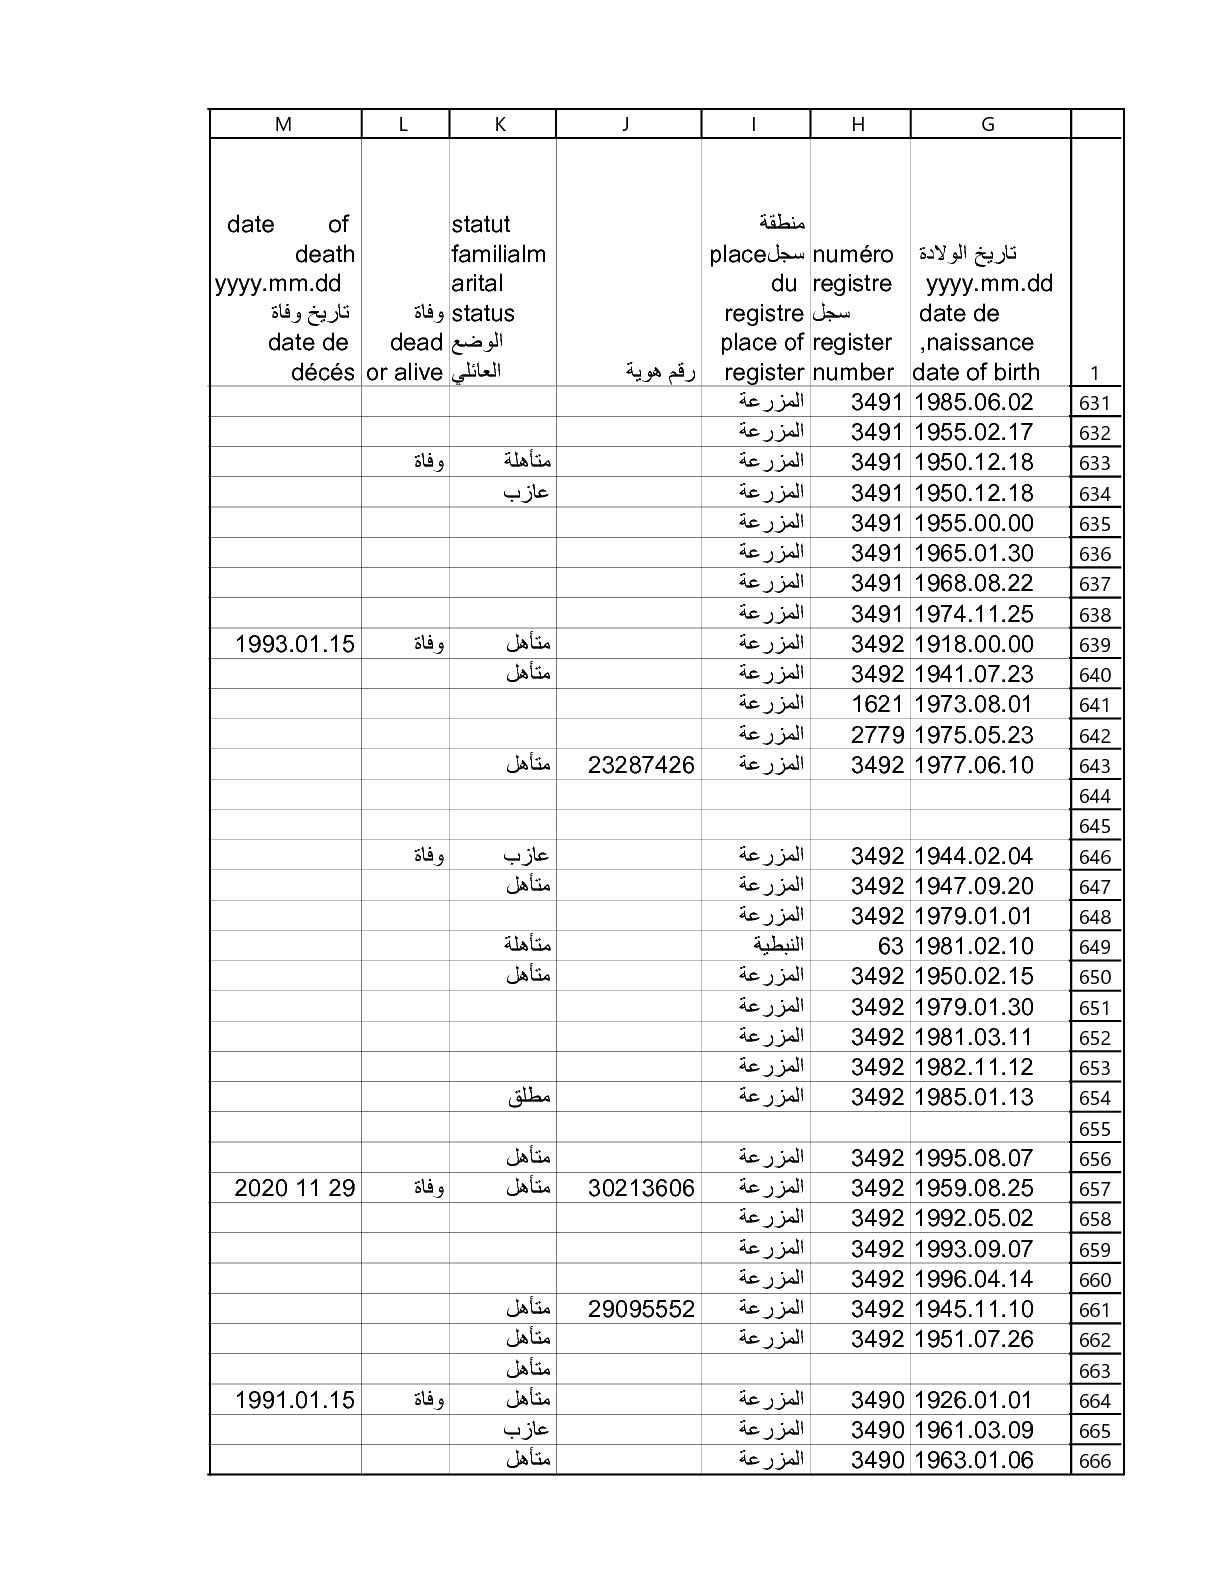 M L K J I H G
date of death yyyy.mm.dd تاريخ وفاة date de décés | وفاة dead or alive | statut familialm arital status الوضع العائلي | رقم هوية | منطقة سجلplace du registre place of register | numéro registre سجل register number | تاريخ الولادة yyyy.mm.dd date de naissance, date of birth | 1
المزرعة 3491 1985.06.02 631
المزرعة 3491 1955.02.17 632
وفاة متأهلة المزرعة 3491 1950.12.18 633
عازب المزرعة 3491 1950.12.18 634
المزرعة 3491 1955.00.00 635
المزرعة 3491 1965.01.30 636
المزرعة 3491 1968.08.22 637
المزرعة 3491 1974.11.25 638
1993.01.15 وفاة متأهل المزرعة 3492 1918.00.00 639
متأهل المزرعة 3492 1941.07.23 640
المزرعة 1621 1973.08.01 641
المزرعة 2779 1975.05.23 642
متأهل 23287426 المزرعة 3492 1977.06.10 643
644
645
وفاة عازب المزرعة 3492 1944.02.04 646
متأهل المزرعة 3492 1947.09.20 647
المزرعة 3492 1979.01.01 648
متأهلة النبطية 63 1981.02.10 649
متأهل المزرعة 3492 1950.02.15 650
المزرعة 3492 1979.01.30 651
المزرعة 3492 1981.03.11 652
المزرعة 3492 1982.11.12 653
مطلق المزرعة 3492 1985.01.13 654
655
متأهل المزرعة 3492 1995.08.07 656
2020 11 29 وفاة متأهل 30213606 المزرعة 3492 1959.08.25 657
المزرعة 3492 1992.05.02 658
المزرعة 3492 1993.09.07 659
المزرعة 3492 1996.04.14 660
متأهل 29095552 المزرعة 3492 1945.11.10 661
متأهل المزرعة 3492 1951.07.26 662
متأهل 663
1991.01.15 وفاة متأهل المزرعة 3490 1926.01.01 664
عازب المزرعة 3490 1961.03.09 665
متأهل المزرعة 3490 1963.01.06 666